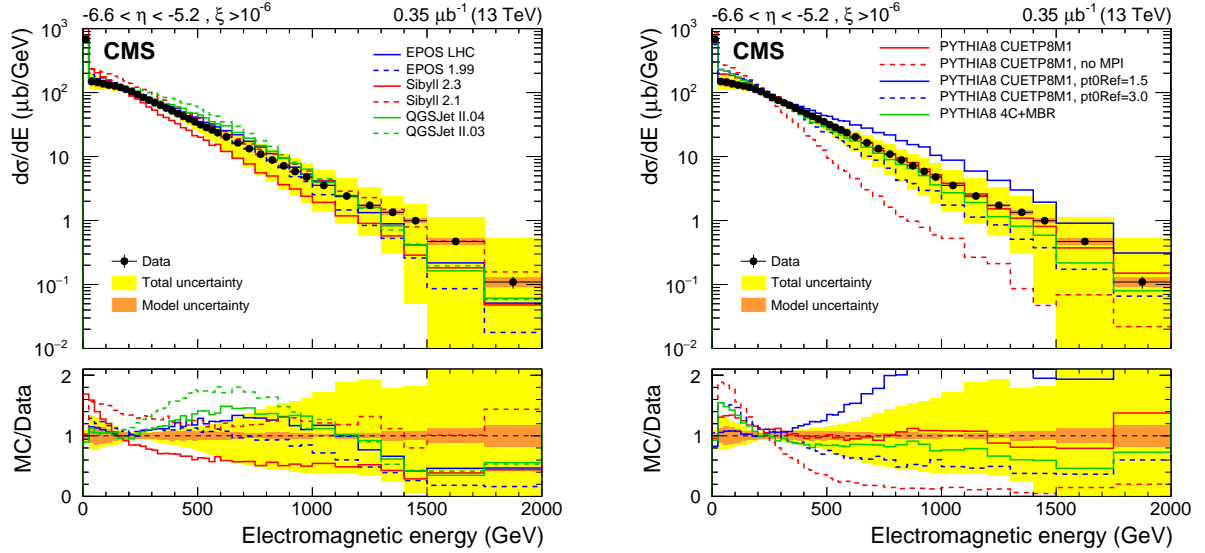 -6.6 < η < -5.2 , ξ >10⁻⁶ 0.35 μb⁻¹ (13 TeV)
CMS
dσ/dE (μb/GeV)
10³
10²
10
1
10⁻¹
10⁻²
EPOS LHC
EPOS 1.99
Sibyll 2.3
Sibyll 2.1
QGSJet II.04
QGSJet II.03
Data
Total uncertainty
Model uncertainty
MC/Data
2
1
0
0 500 1000 1500 2000
Electromagnetic energy (GeV)
-6.6 < η < -5.2 , ξ >10⁻⁶ 0.35 μb⁻¹ (13 TeV)
CMS
dσ/dE (μb/GeV)
10³
10²
10
1
10⁻¹
10⁻²
PYTHIA8 CUETP8M1
PYTHIA8 CUETP8M1, no MPI
PYTHIA8 CUETP8M1, pt0Ref=1.5
PYTHIA8 CUETP8M1, pt0Ref=3.0
PYTHIA8 4C+MBR
Data
Total uncertainty
Model uncertainty
MC/Data
2
1
0
0 500 1000 1500 2000
Electromagnetic energy (GeV)